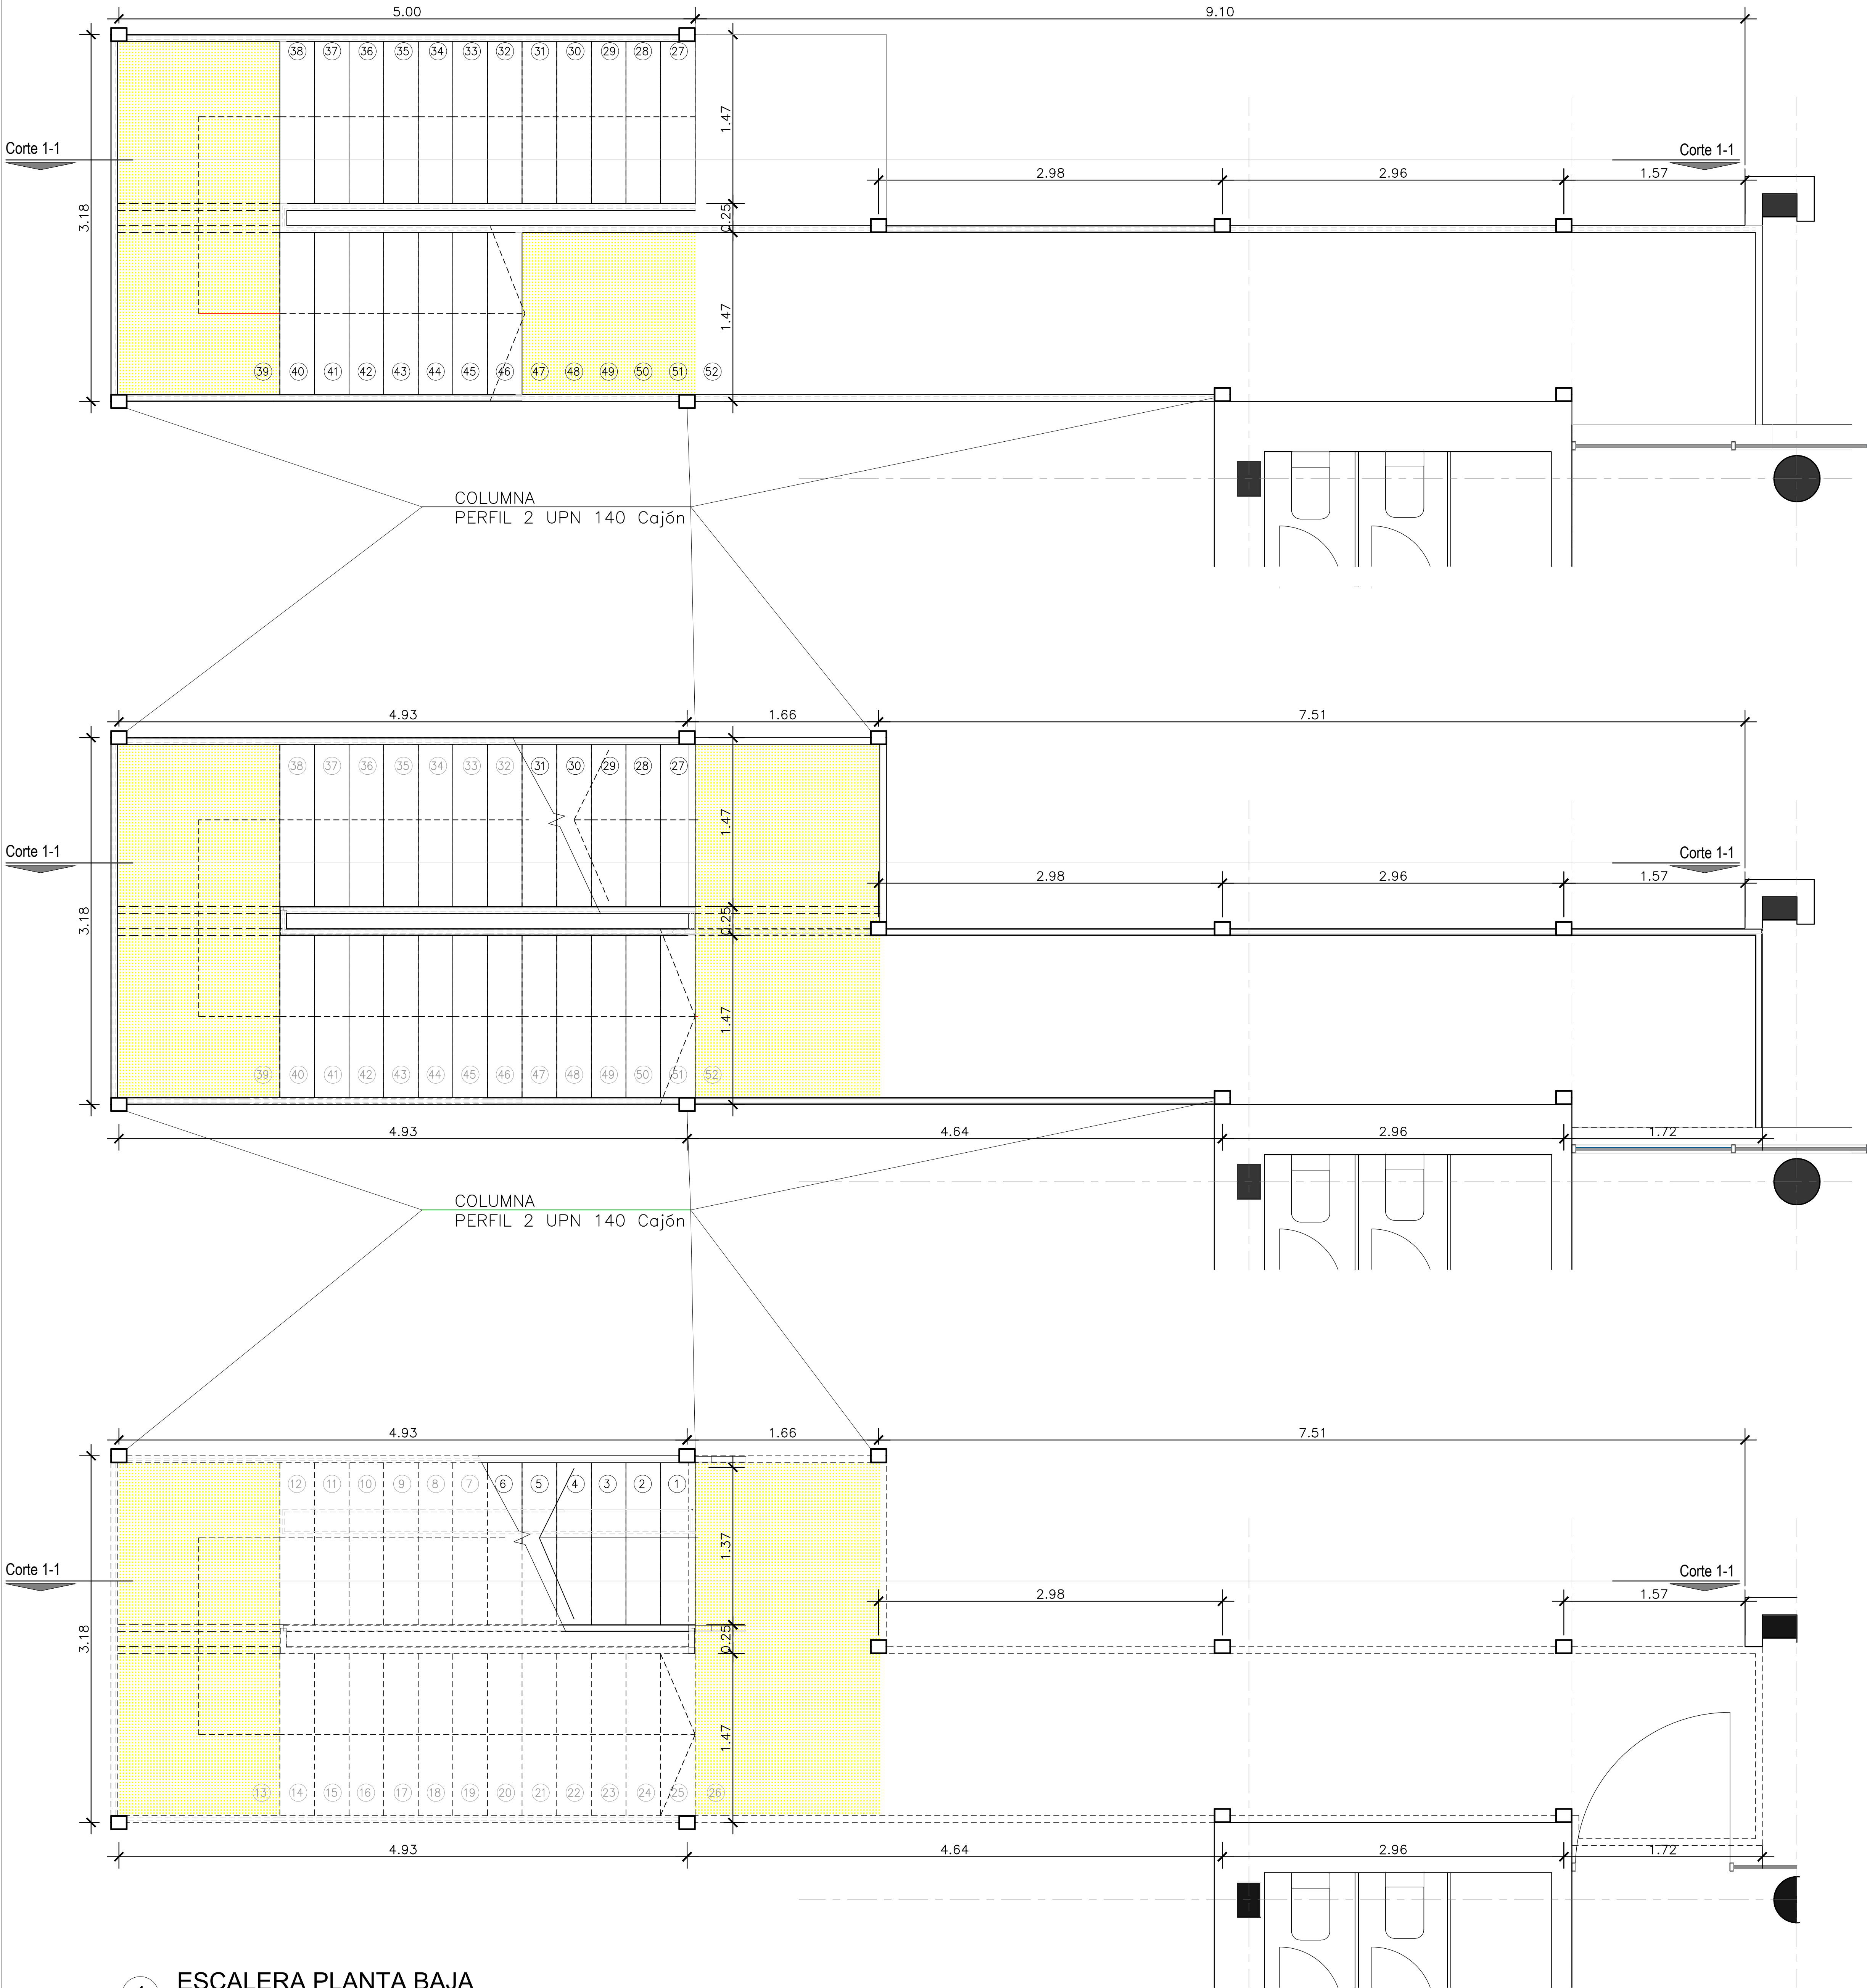 5.00 9.10
38 37 36 35 34 33 32 31 30 29 28 27
1.47
Corte 1-1 Corte 1-1
2.98 2.96 1.57
3.18 0.25
1.47
39 40 41 42 43 44 45 46 47 48 49 50 51 52
COLUMNA
PERFIL 2 UPN 140 Cajón
4.93 1.66 7.51
38 37 36 35 34 33 32 31 30 29 28 27
1.47
Corte 1-1 Corte 1-1
2.98 2.96 1.57
3.18 0.25
1.47
39 40 41 42 43 44 45 46 47 48 49 50 51 52
4.93 4.64 2.96 1.72
COLUMNA
PERFIL 2 UPN 140 Cajón
4.93 1.66 7.51
12 11 10 9 8 7 6 5 4 3 2 1
1.37
Corte 1-1 Corte 1-1
2.98 1.57
3.18 0.25
1.47
13 14 15 16 17 18 19 20 21 22 23 24 25 26
4.93 4.64 2.96 1.72
ESCALERA PLANTA BAJA